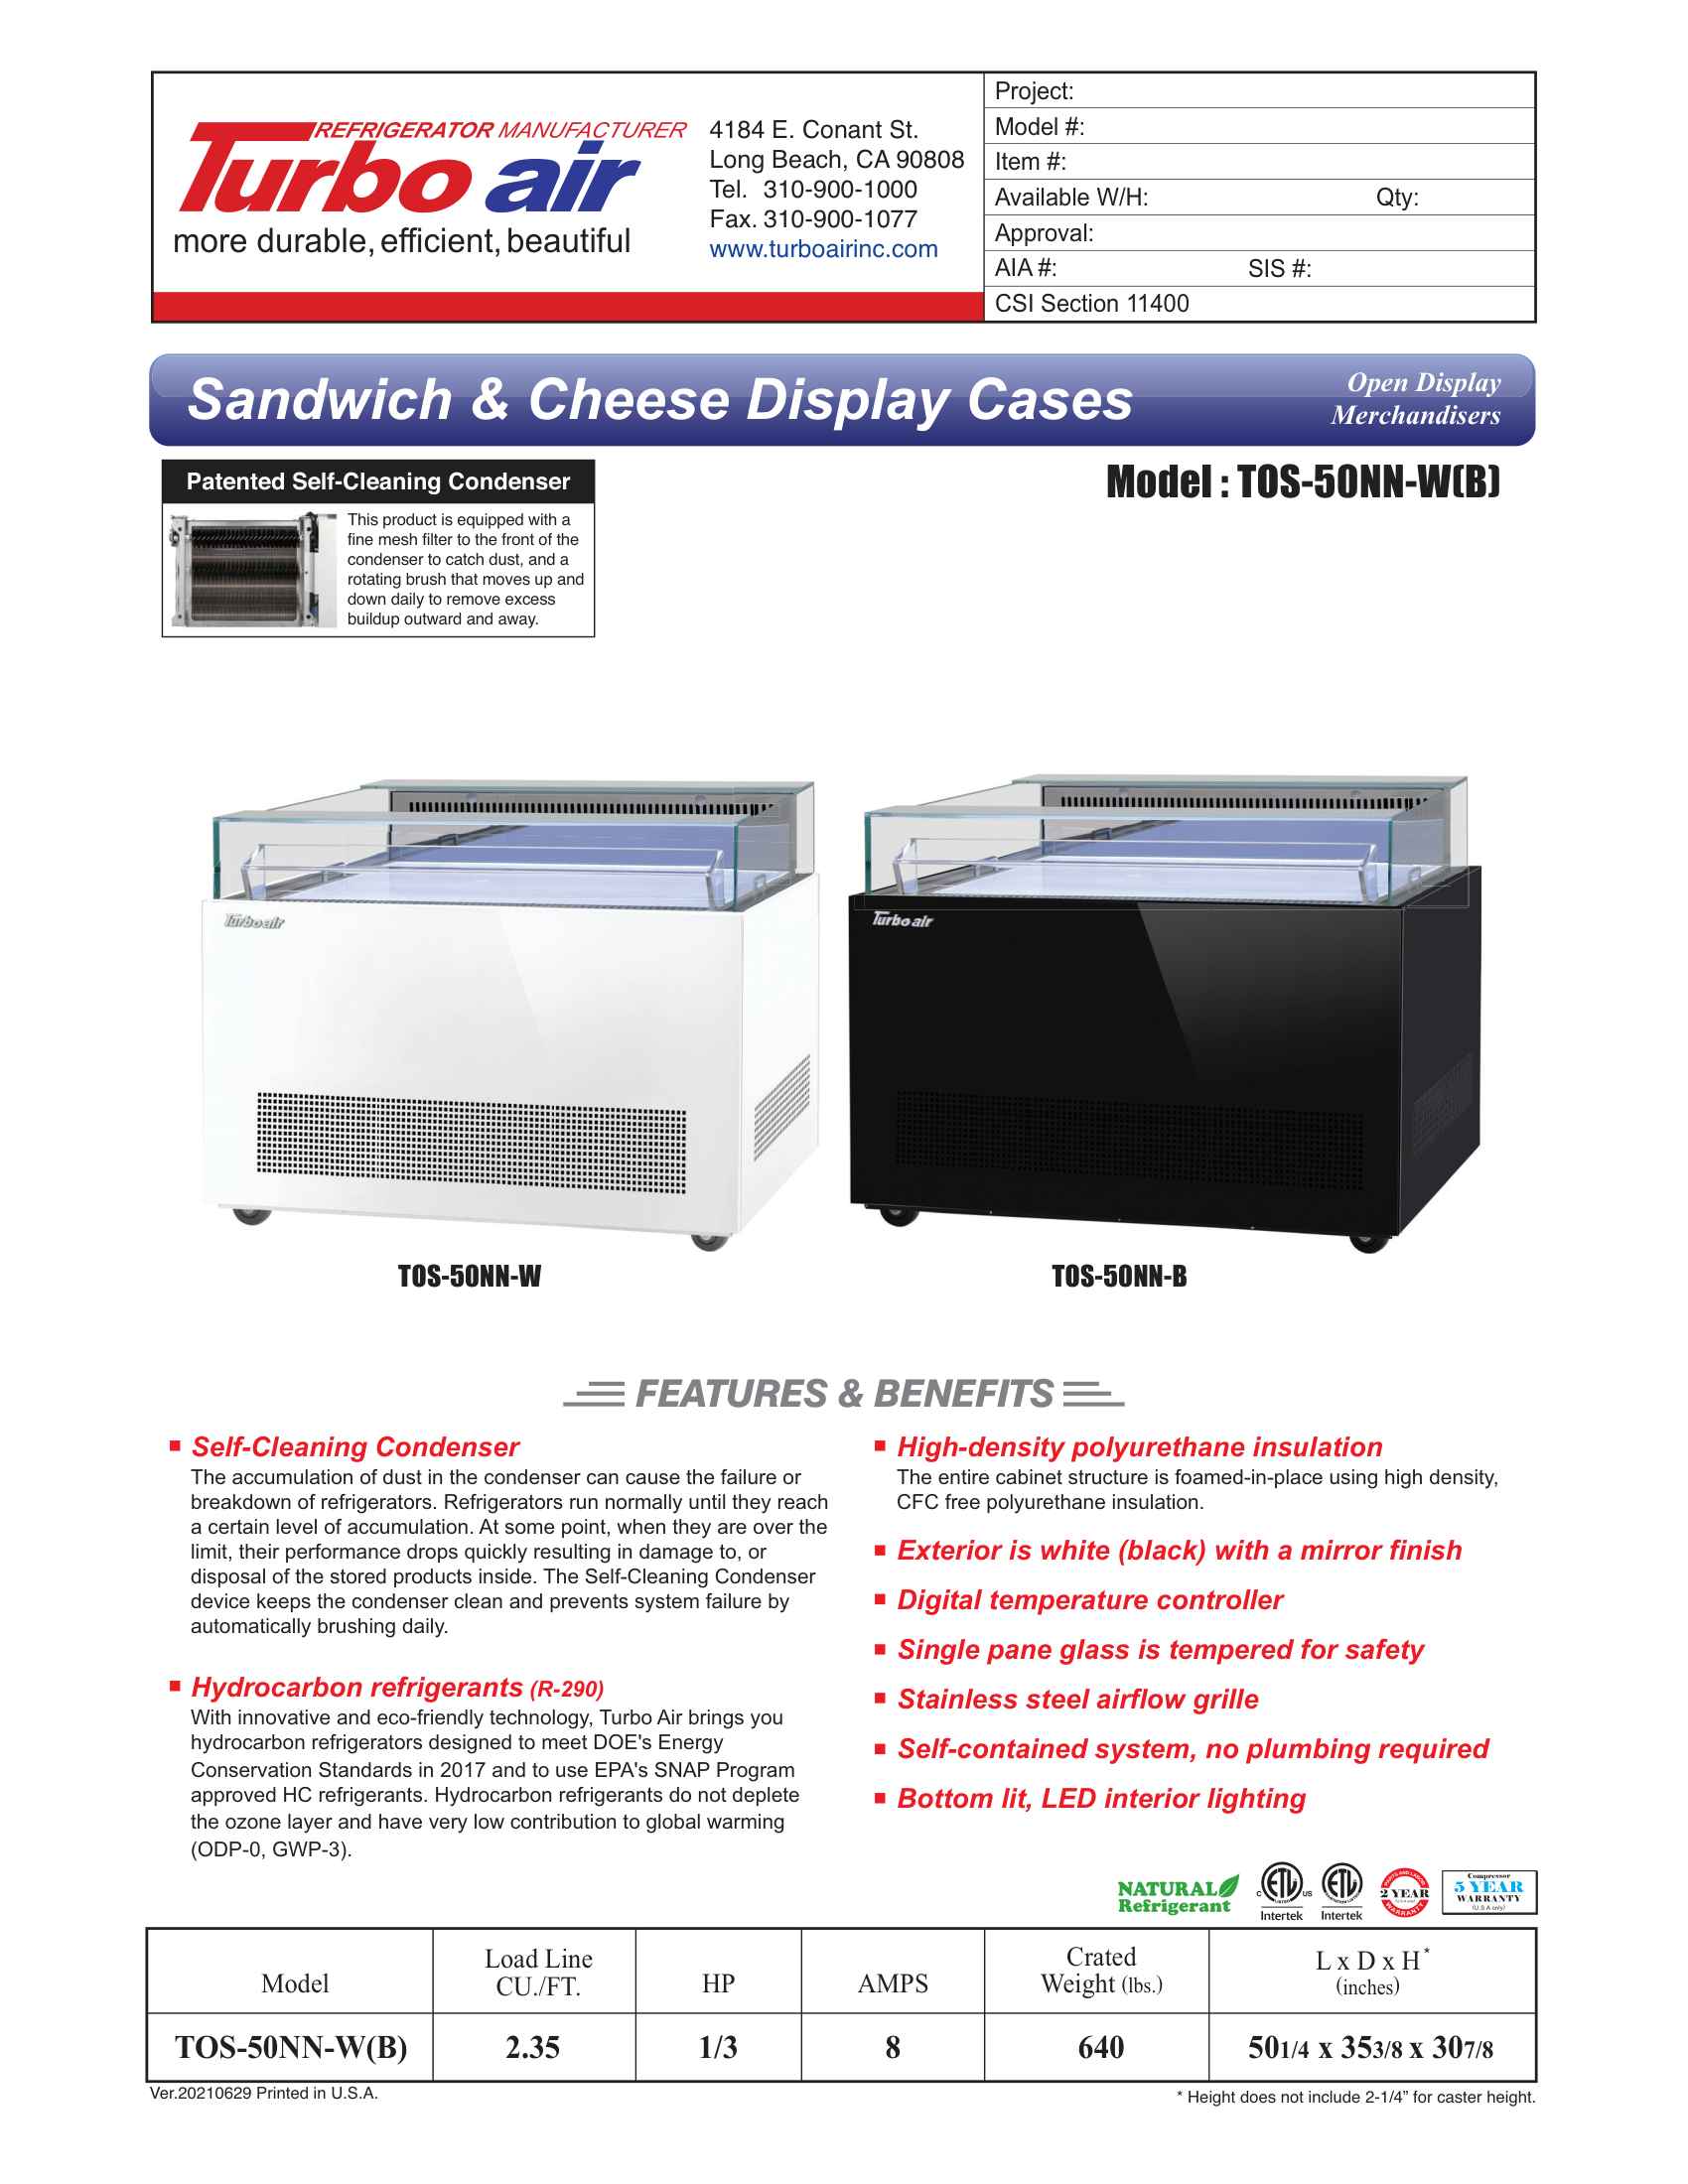 REFRIGERATOR MANUFACTURER
Turbo air
more durable, efficient, beautiful
4184 E. Conant St.
Long Beach, CA 90808
Tel. 310-900-1000
Fax. 310-900-1077
www.turboairinc.com
Project:
Model #:
Item #:
Available W/H: Qty:
Approval:
AIA #: SIS #:
CSI Section 11400
Sandwich & Cheese Display Cases
Open Display
Merchandisers
Patented Self-Cleaning Condenser
This product is equipped with a
fine mesh filter to the front of the
condenser to catch dust, and a
rotating brush that moves up and
down daily to remove excess
buildup outward and away.
Model : TOS-50NN-W(B)
Turbo air
Turbo air
TOS-50NN-W
TOS-50NN-B
FEATURES & BENEFITS
Self-Cleaning Condenser
The accumulation of dust in the condenser can cause the failure or
breakdown of refrigerators. Refrigerators run normally until they reach
a certain level of accumulation. At some point, when they are over the
limit, their performance drops quickly resulting in damage to, or
disposal of the stored products inside. The Self-Cleaning Condenser
device keeps the condenser clean and prevents system failure by
automatically brushing daily.
Hydrocarbon refrigerants (R-290)
With innovative and eco-friendly technology, Turbo Air brings you
hydrocarbon refrigerators designed to meet DOE's Energy
Conservation Standards in 2017 and to use EPA's SNAP Program
approved HC refrigerants. Hydrocarbon refrigerants do not deplete
the ozone layer and have very low contribution to global warming
(ODP-0, GWP-3).
High-density polyurethane insulation
The entire cabinet structure is foamed-in-place using high density,
CFC free polyurethane insulation.
Exterior is white (black) with a mirror finish
Digital temperature controller
Single pane glass is tempered for safety
Stainless steel airflow grille
Self-contained system, no plumbing required
Bottom lit, LED interior lighting
NATURAL
Refrigerant
C ETL US
Intertek
ETL
Intertek
PARTS AND LABOR
2 YEAR
(U.S.A only)
WARRANTY
Compressor
5 YEAR
WARRANTY
(U.S.A only)
Model
Load Line
CU./FT.
HP
AMPS
Crated
Weight (lbs.)
L x D x H*
(inches)
TOS-50NN-W(B) 2.35 1/3 8 640 501/4 x 353/8 x 307/8
Ver.20210629 Printed in U.S.A.
* Height does not include 2-1/4” for caster height.